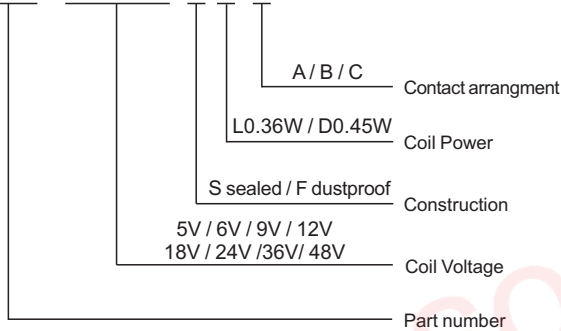 A / B / C
Contact arrangment
L0.36W / D0.45W
Coil Power
S sealed / F dustproof
Construction
5V / 6V / 9V / 12V
18V / 24V /36V/ 48V
Coil Voltage
Part number